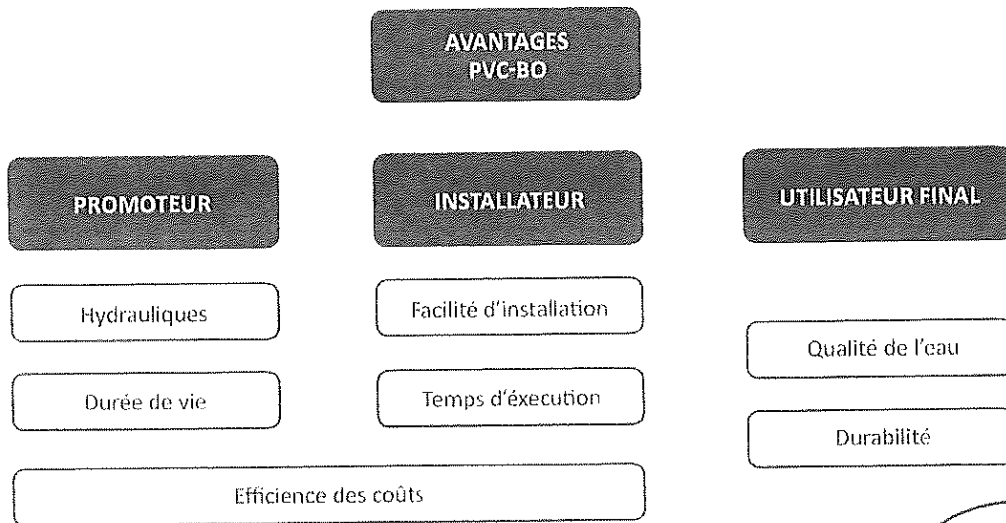 AVANTAGES
PVC-BO
PROMOTEUR
INSTALLATEUR
UTILISATEUR FINAL
Hydrauliques
Facilité d'installation
Qualité de l'eau
Durée de vie
Temps d'éxecution
Durabilité
Efficience des coûts